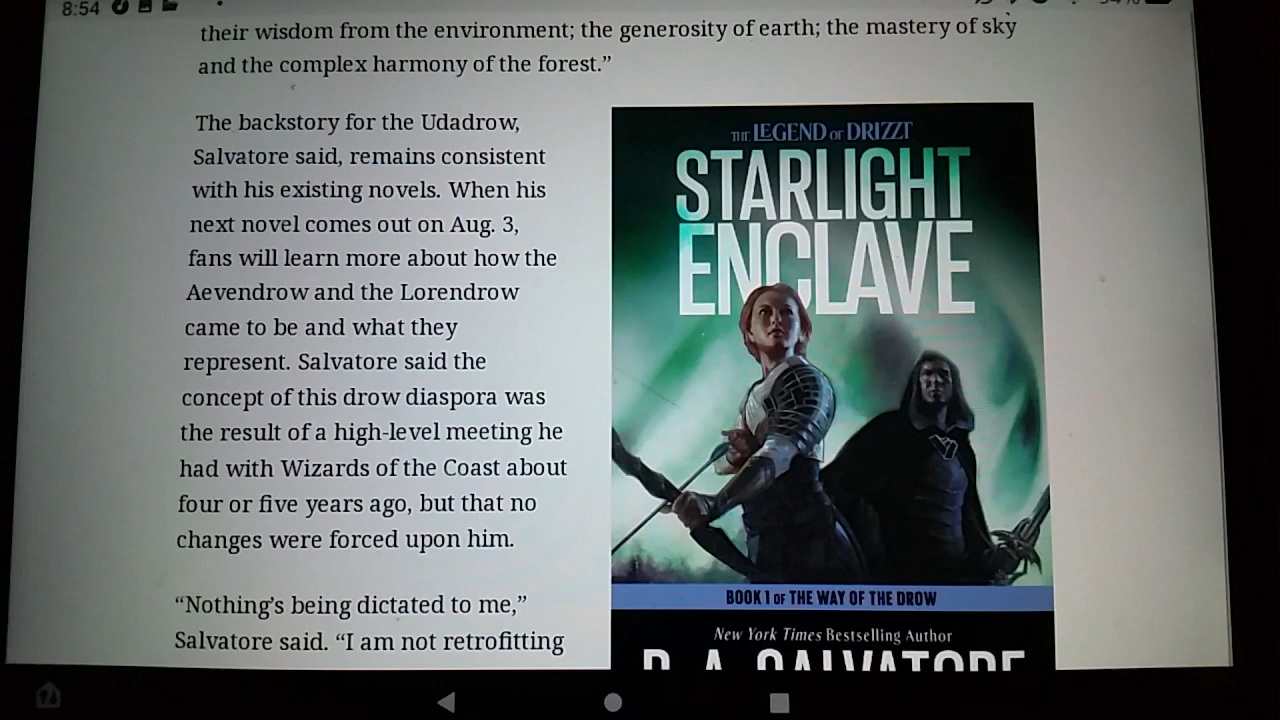 8:54
their wisdom from the environment; the generosity of earth; the mastery of sky
and the complex harmony of the forest.”
The backstory for the Udadrow,
Salvatore said, remains consistent
with his existing novels. When his
next novel comes out on Aug. 3,
fans will learn more about how the
Aevendrow and the Lorendrow
came to be and what they
represent. Salvatore said the
concept of this drow diaspora was
the result of a high-level meeting he
had with Wizards of the Coast about
four or five years ago, but that no
changes were forced upon him.
“Nothing’s being dictated to me,”
Salvatore said. “I am not retrofitting
THE LEGEND OF DRIZZT
STARLIGHT
ENCLAVE
BOOK 1 OF THE WAY OF THE DROW
New York Times Bestselling Author
R. A. SALVATORE